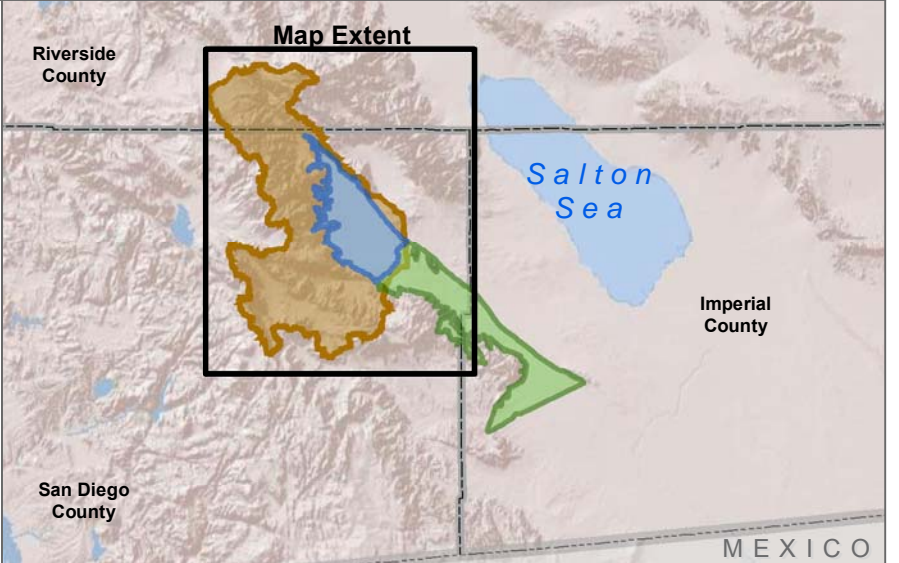 Map Extent
Riverside
County
Salton
Sea
Imperial
County
San Diego
County
MEXICO